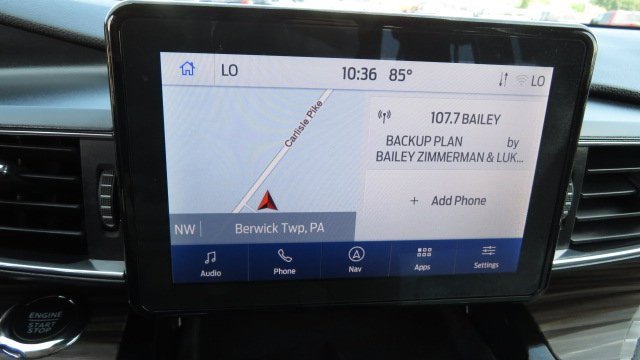 LO 10:36 85° LO
Carlisle Pike
107.7 BAILEY
BACKUP PLAN by
BAILEY ZIMMERMAN & LUK...
+ Add Phone
NW Berwick Twp, PA
Audio Phone Nav Apps Settings
ENGINE
START
STOP